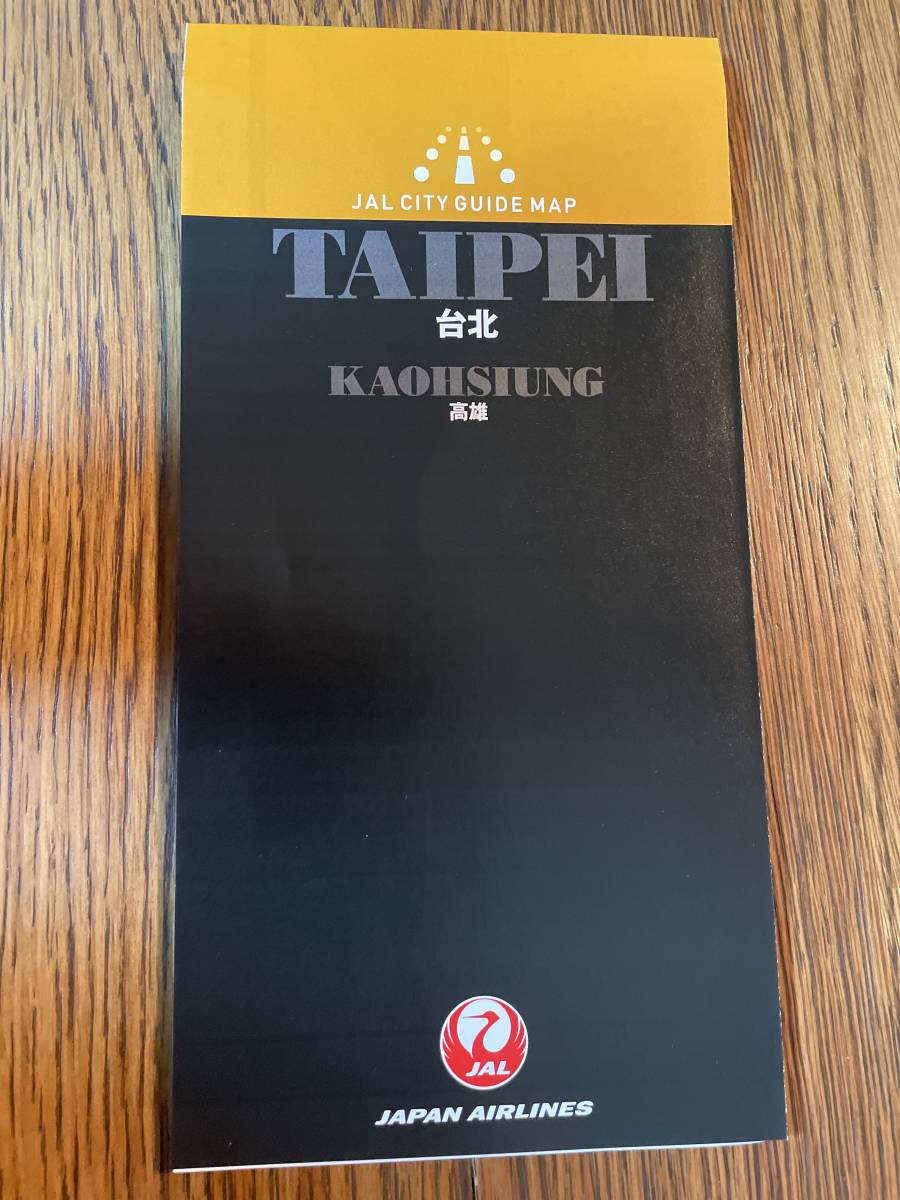 JAL CITY GUIDE MAP
TAIPEI
台北
KAOHSIUNG
高雄
JAL
JAPAN AIRLINES